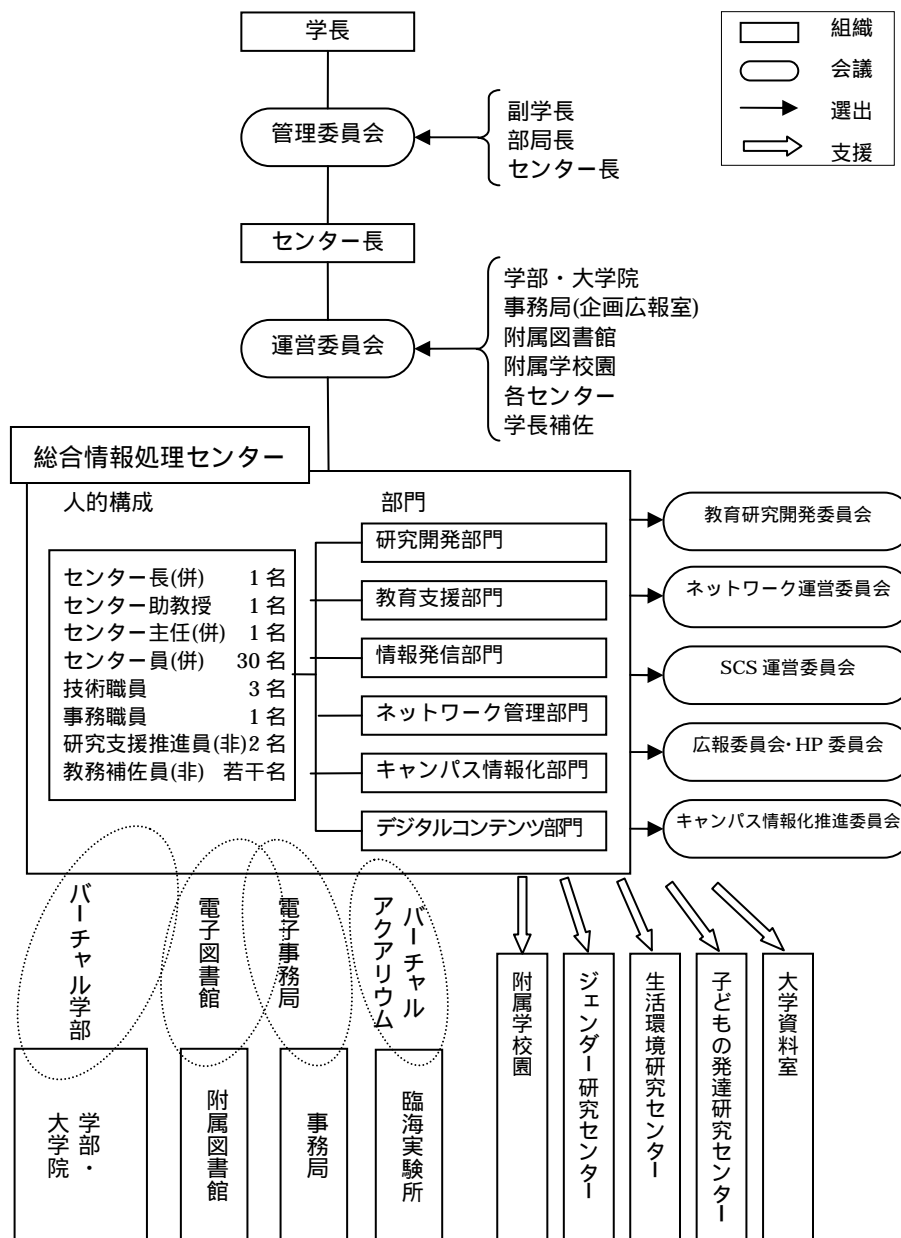 学長
組織
会議
選出
支援
管理委員会
副学長
部局長
センター長
センター長
運営委員会
学部・大学院
事務局(企画広報室)
附属図書館
附属学校園
各センター
学長補佐
総合情報処理センター
人的構成
センター長(併) 1 名
センター助教授 1 名
センター主任(併) 1 名
センター員(併) 30 名
技術職員 3 名
事務職員 1 名
研究支援推進員(非)2 名
教務補佐員(非) 若干名
部門
研究開発部門
教育支援部門
情報発信部門
ネットワーク管理部門
キャンパス情報化部門
デジタルコンテンツ部門
教育研究開発委員会
ネットワーク運営委員会
SCS 運営委員会
広報委員会・HP 委員会
キャンパス情報化推進委員会
バーチャル学部
電子図書館
電子事務局
バーチャル
アクアリウム
学部・
大学院
附属図書館
事務局
臨海実験所
附属学校園
ジェンダー研究センター
生活環境研究センター
子どもの発達研究センター
大学資料室